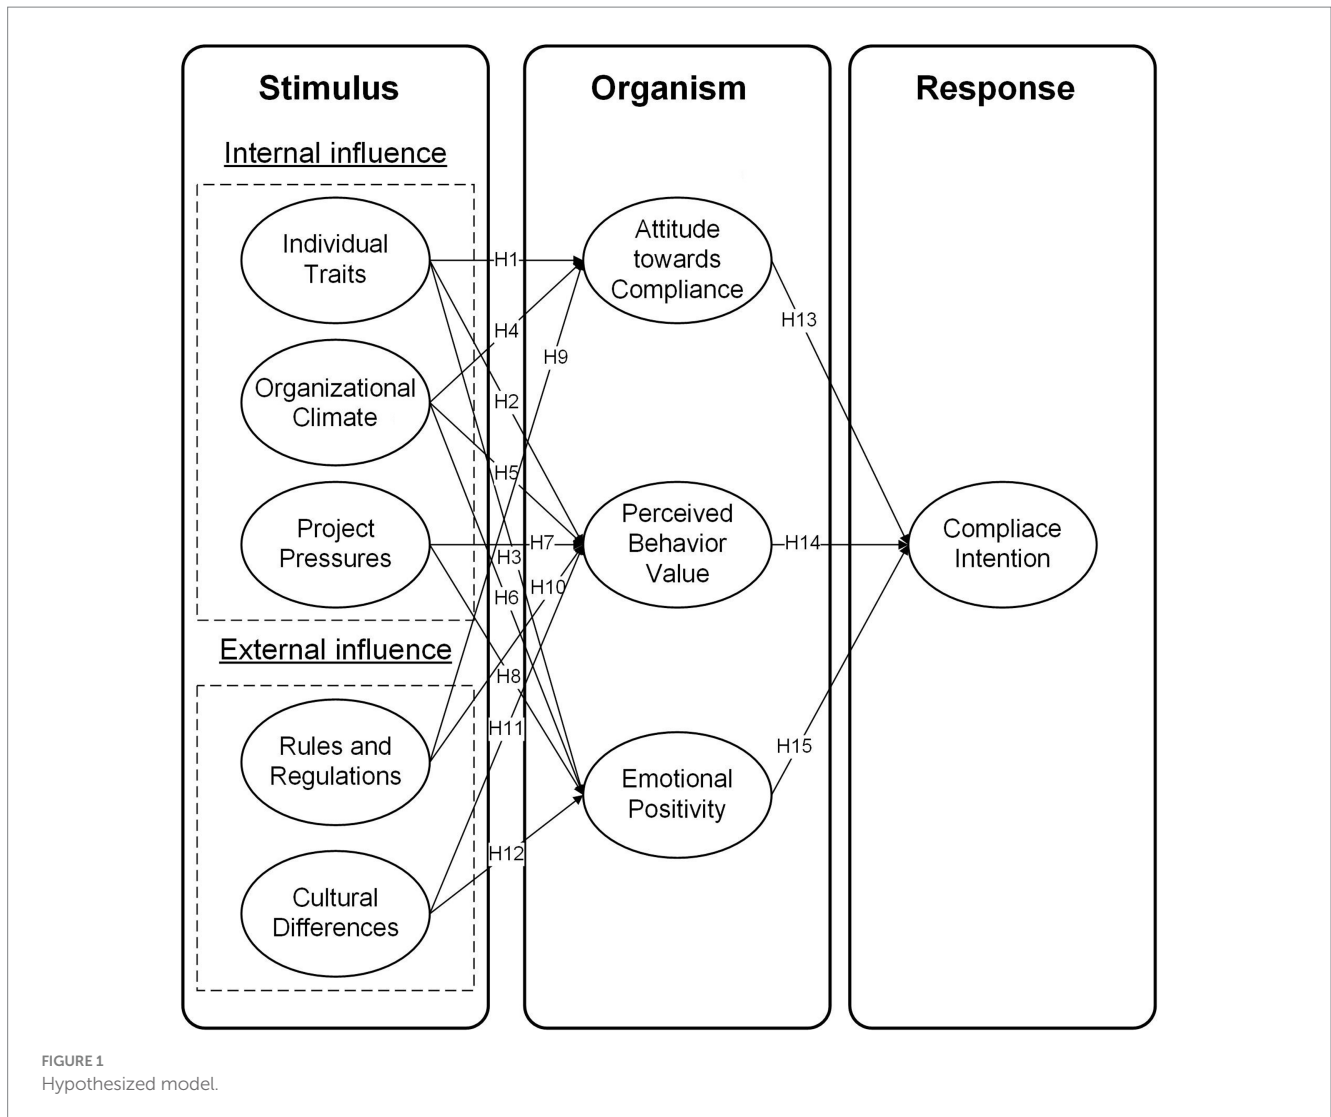 Stimulus
Organism
Response
Internal influence
Individual
Traits
Organizational
Climate
Project
Pressures
External influence
Rules and
Regulations
Cultural
Differences
H1
H4
H9
H2
H5
H7
H3
H10
H6
H8
H11
H12
Attitude
towards
Compliance
Perceived
Behavior
Value
Emotional
Positivity
H13
H14
H15
Compliace
Intention
FIGURE 1
Hypothesized model.